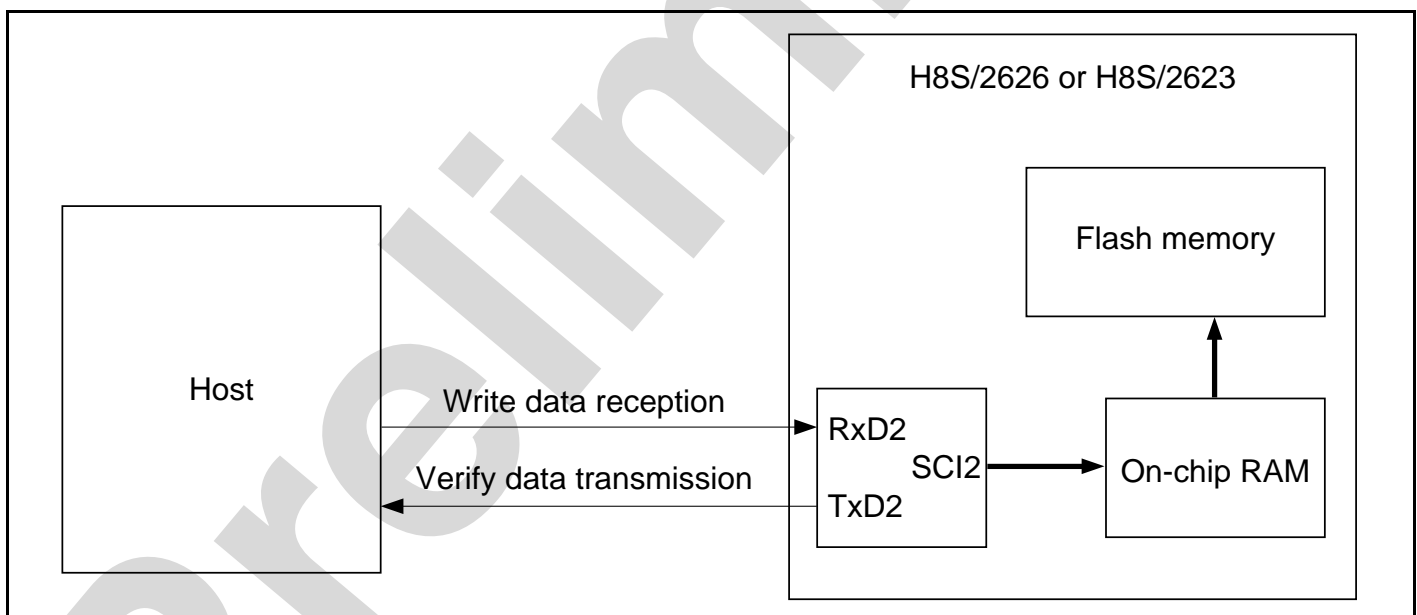 H8S/2626 or H8S/2623
Flash memory
Host
Write data reception
RxD2
SCI2
On-chip RAM
Verify data transmission
TxD2
Prelim